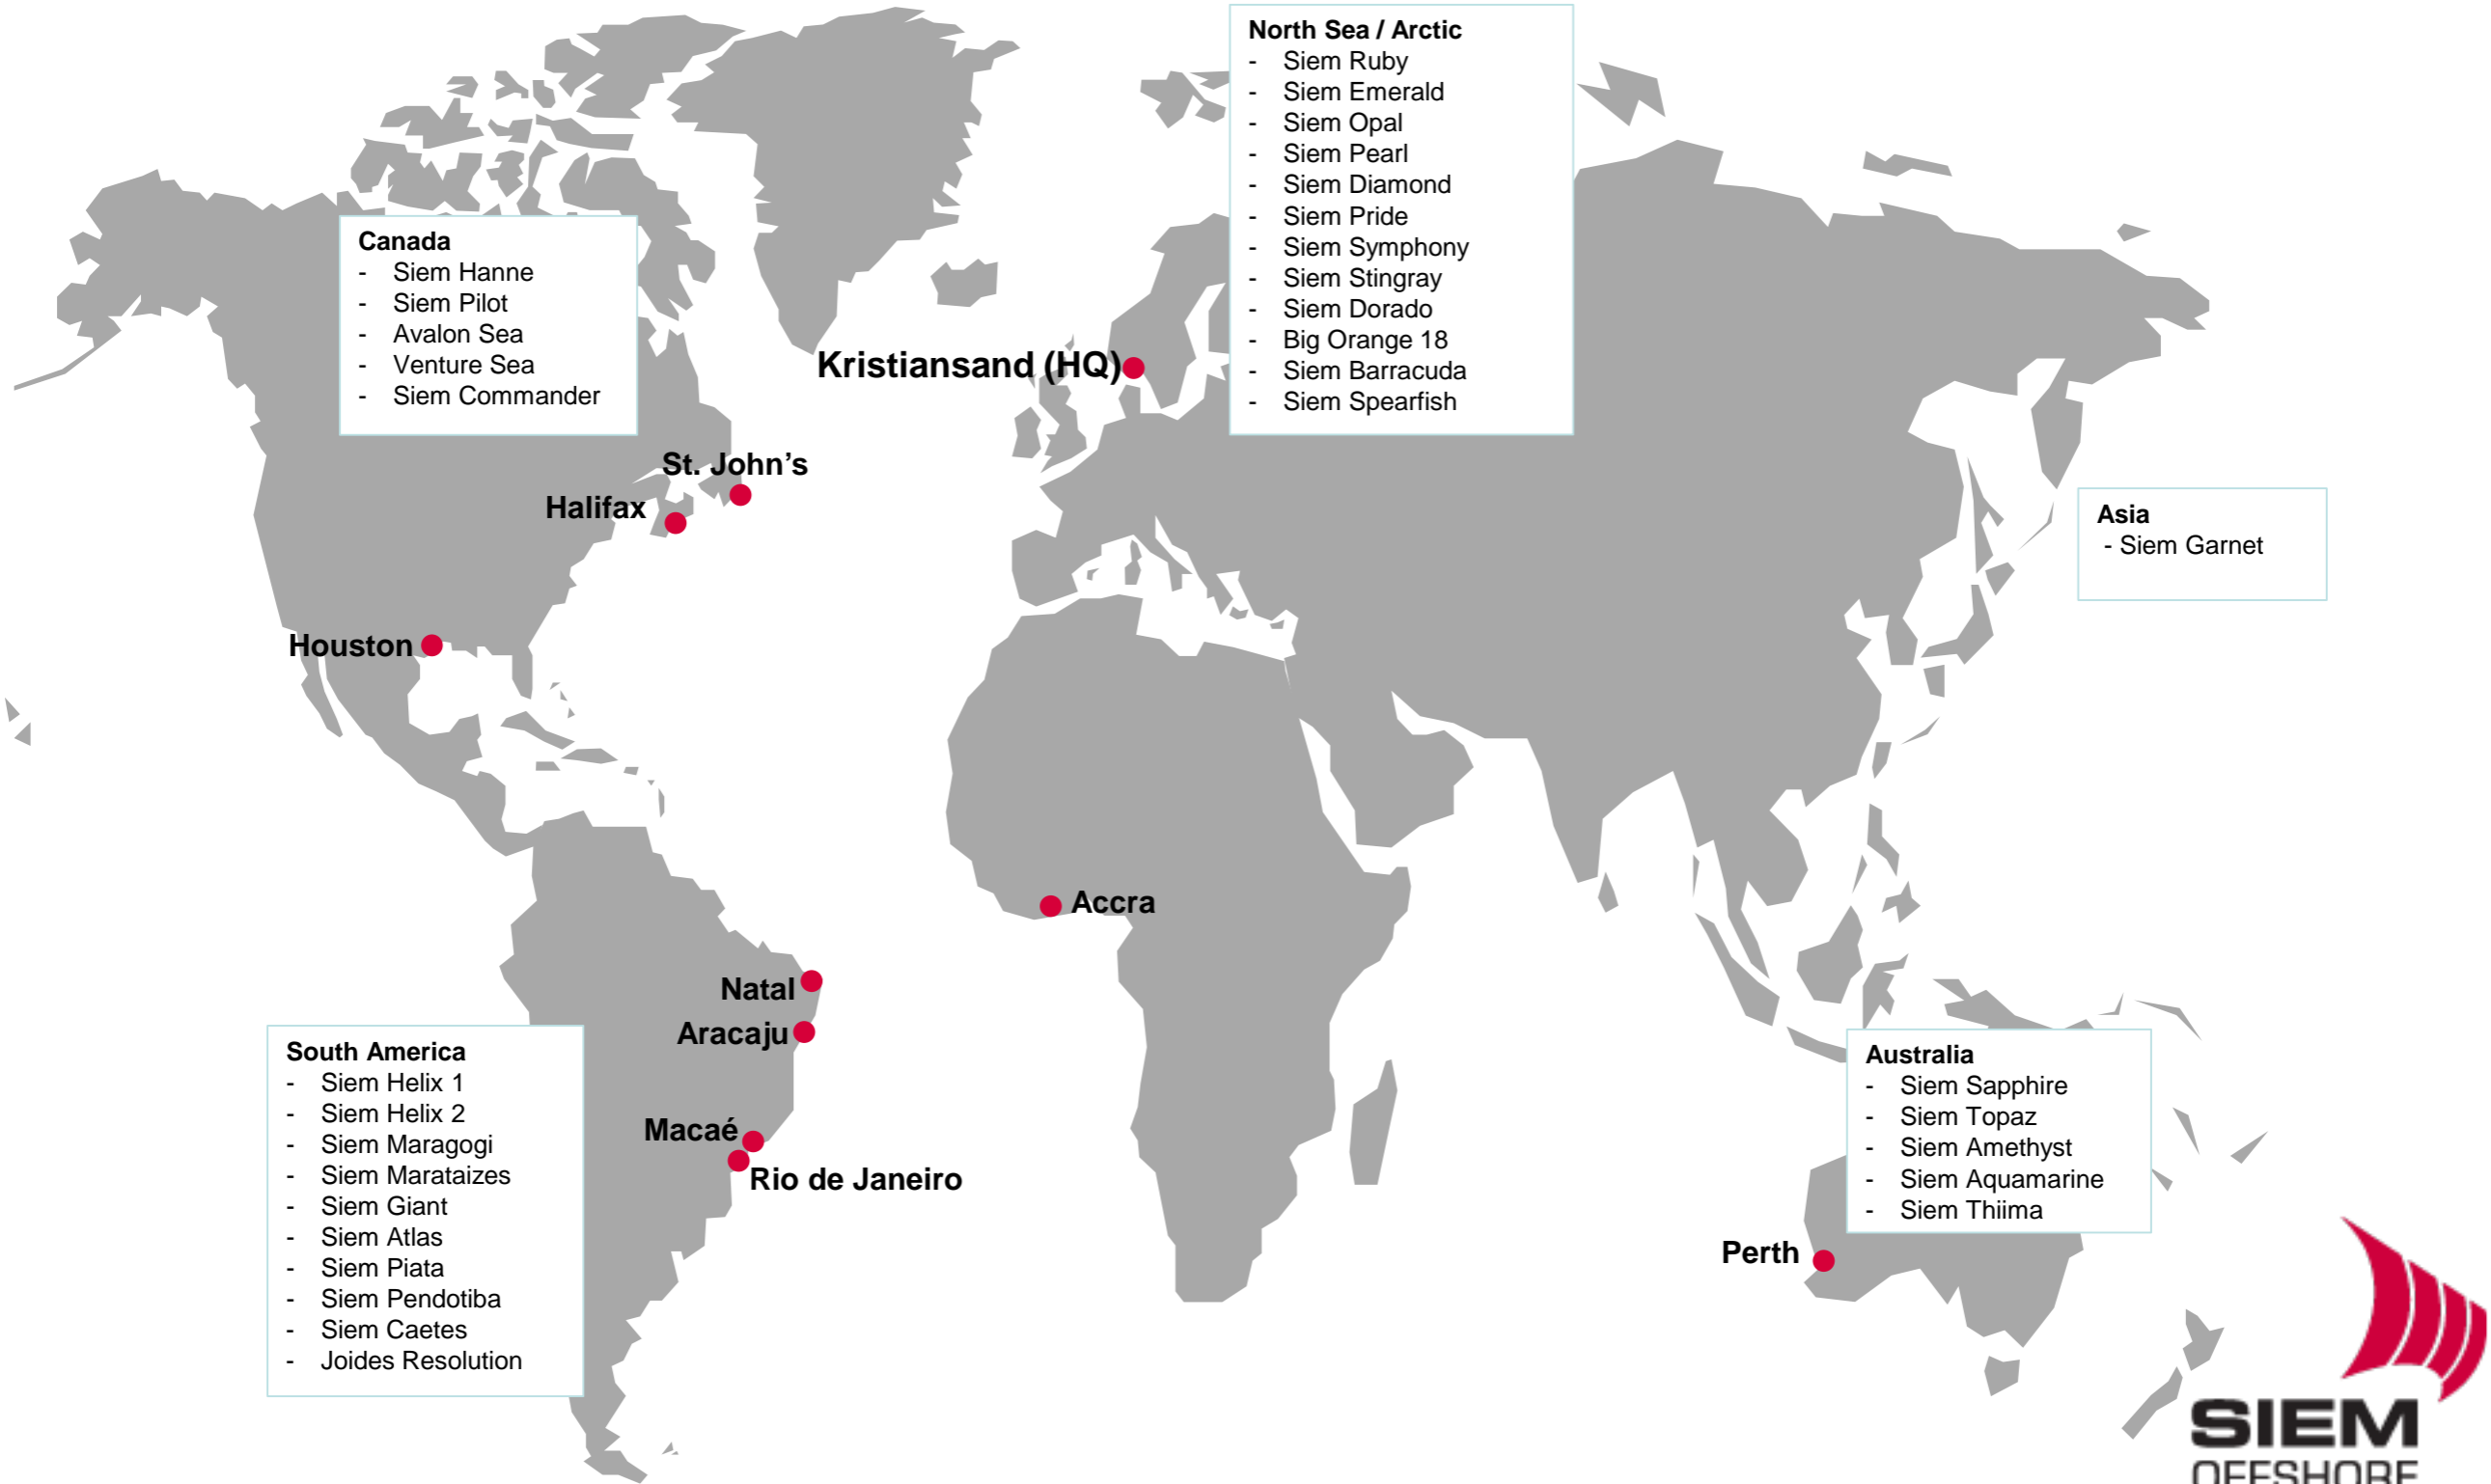 North Sea / Arctic
- Siem Ruby
- Siem Emerald
- Siem Opal
- Siem Pearl
- Siem Diamond
- Siem Pride
- Siem Symphony
- Siem Stingray
- Siem Dorado
- Big Orange 18
- Siem Barracuda
- Siem Spearfish
Canada
- Siem Hanne
- Siem Pilot
- Avalon Sea
- Venture Sea
- Siem Commander
Kristiansand (HQ)
St. John’s
Halifax
Asia
- Siem Garnet
Houston
Accra
Natal
Aracaju
Macaé
Rio de Janeiro
South America
- Siem Helix 1
- Siem Helix 2
- Siem Maragogi
- Siem Marataizes
- Siem Giant
- Siem Atlas
- Siem Piata
- Siem Pendotiba
- Siem Caetes
- Joides Resolution
Australia
- Siem Sapphire
- Siem Topaz
- Siem Amethyst
- Siem Aquamarine
- Siem Thiima
Perth
SIEM
OFFSHORE